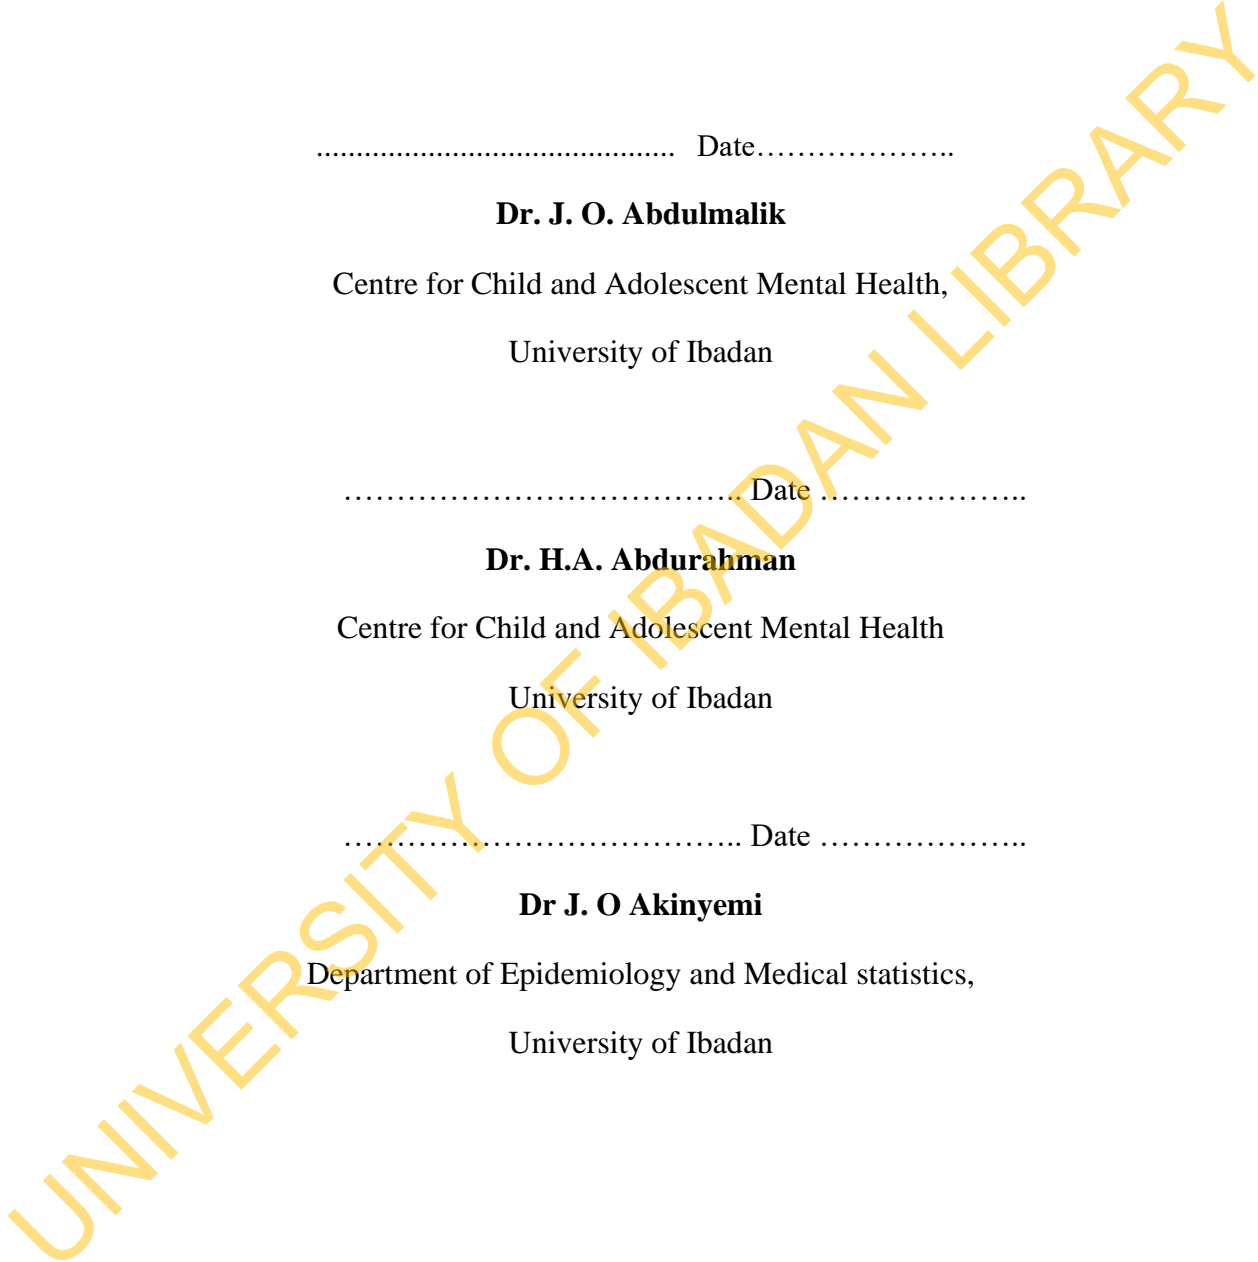 ............................................. Date………………..
Dr. J. O. Abdulmalik
Centre for Child and Adolescent Mental Health,
University of Ibadan
……………………………….. Date ………………..
Dr. H.A. Abdurahman
Centre for Child and Adolescent Mental Health
University of Ibadan
……………………………….. Date ………………..
Dr J. O Akinyemi
Department of Epidemiology and Medical statistics,
University of Ibadan
UNIVERSITY OF IBADAN LIBRARY